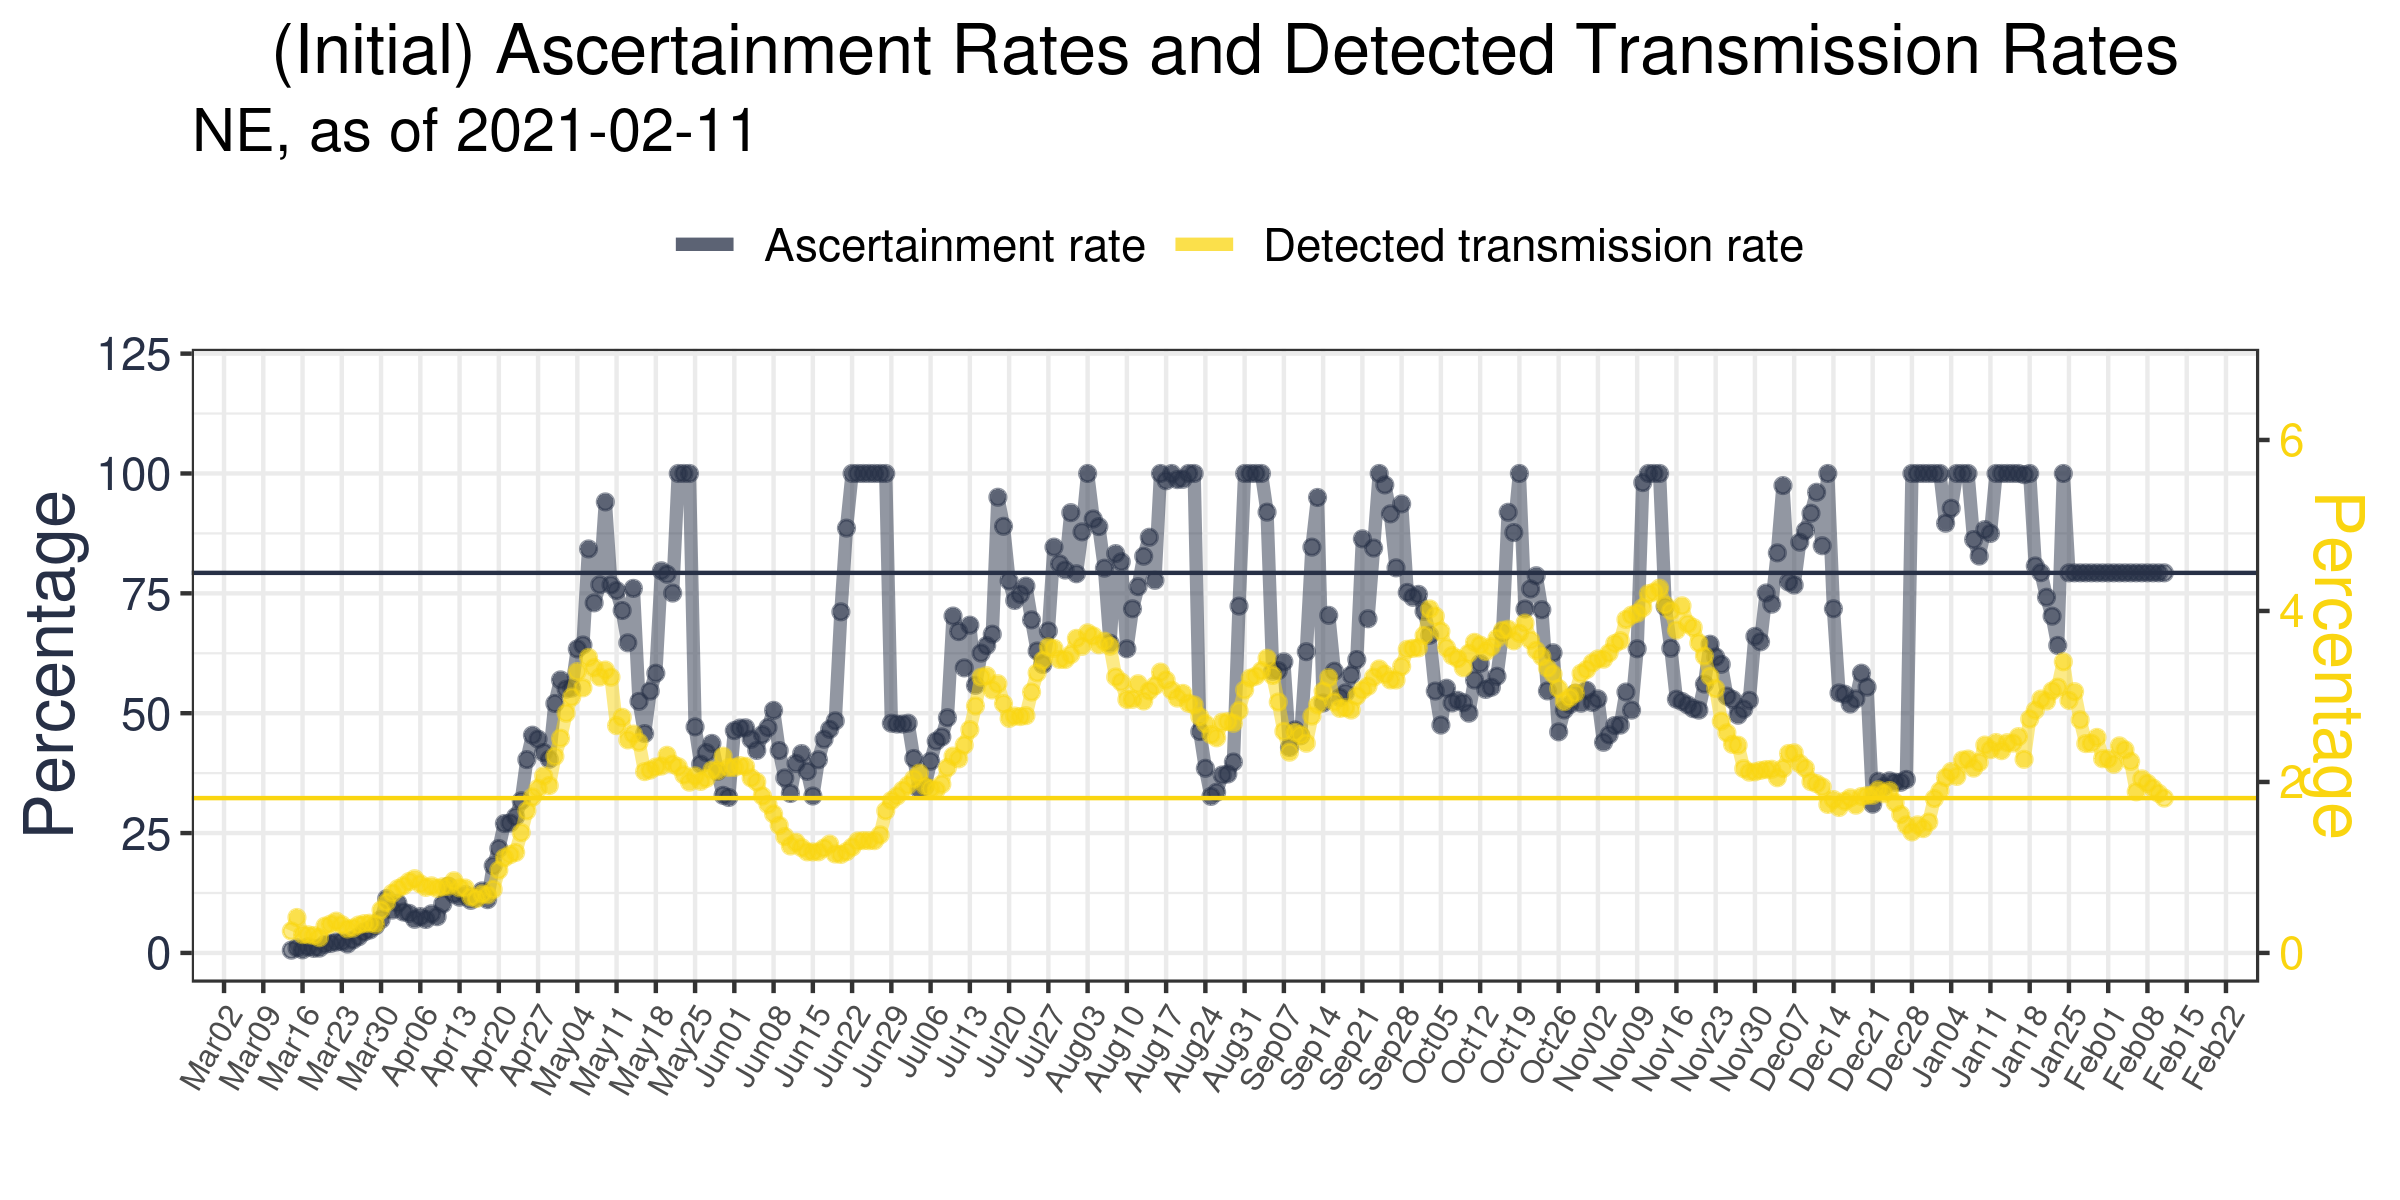 (Initial) Ascertainment Rates and Detected Transmission Rates
NE, as of 2021-02-11
Ascertainment rate
Detected transmission rate
125
100
75
50
25
0
Percentage
6
4
2
0
Percentage
Mar02
Mar09
Mar16
Mar23
Mar30
Apr06
Apr13
Apr20
Apr27
May04
May11
May18
May25
Jun01
Jun08
Jun15
Jun22
Jun29
Jul06
Jul13
Jul20
Jul27
Aug03
Aug10
Aug17
Aug24
Aug31
Sep07
Sep14
Sep21
Sep28
Oct05
Oct12
Oct19
Oct26
Nov02
Nov09
Nov16
Nov23
Nov30
Dec07
Dec14
Dec21
Dec28
Jan04
Jan11
Jan18
Jan25
Feb01
Feb08
Feb15
Feb22